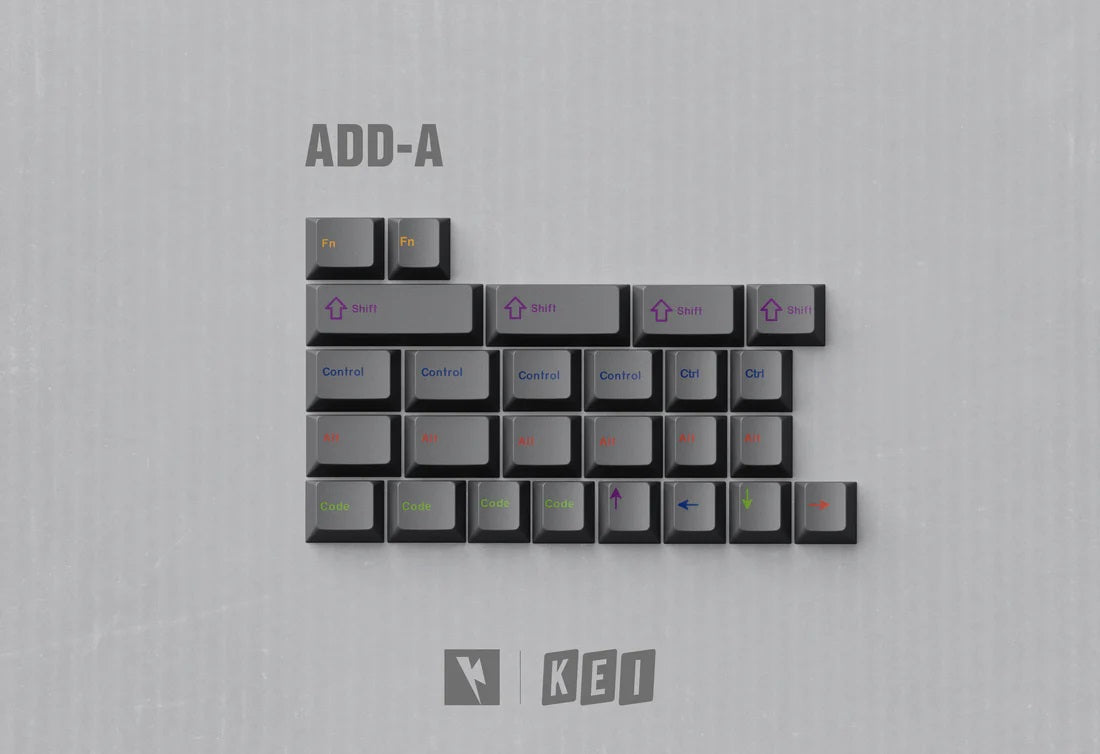 ADD-A
Fn Fn
Shift Shift Shift Shift
Control Control Control Control Ctrl Ctrl
Alt Alt Alt Alt Alt Alt
Code Code Code Code
KEI